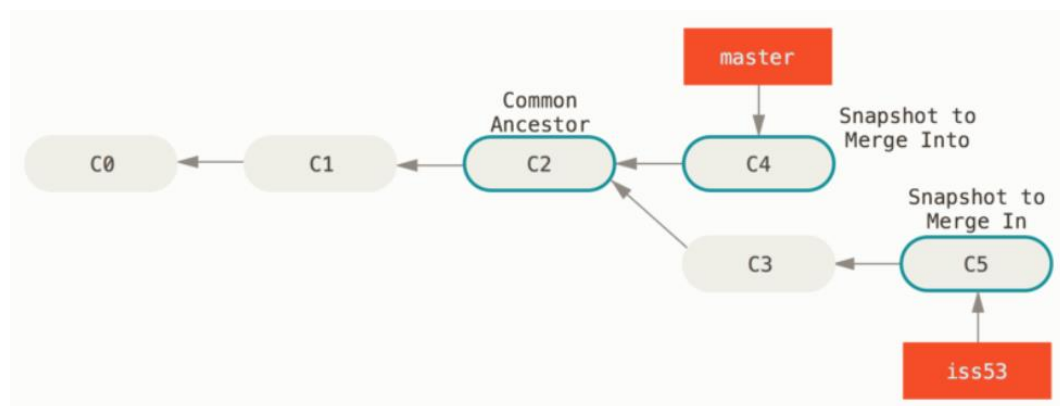 master
Common
Ancestor
Snapshot to
Merge Into
C0
C1
C2
C4
Snapshot to
Merge In
C3
C5
iss53